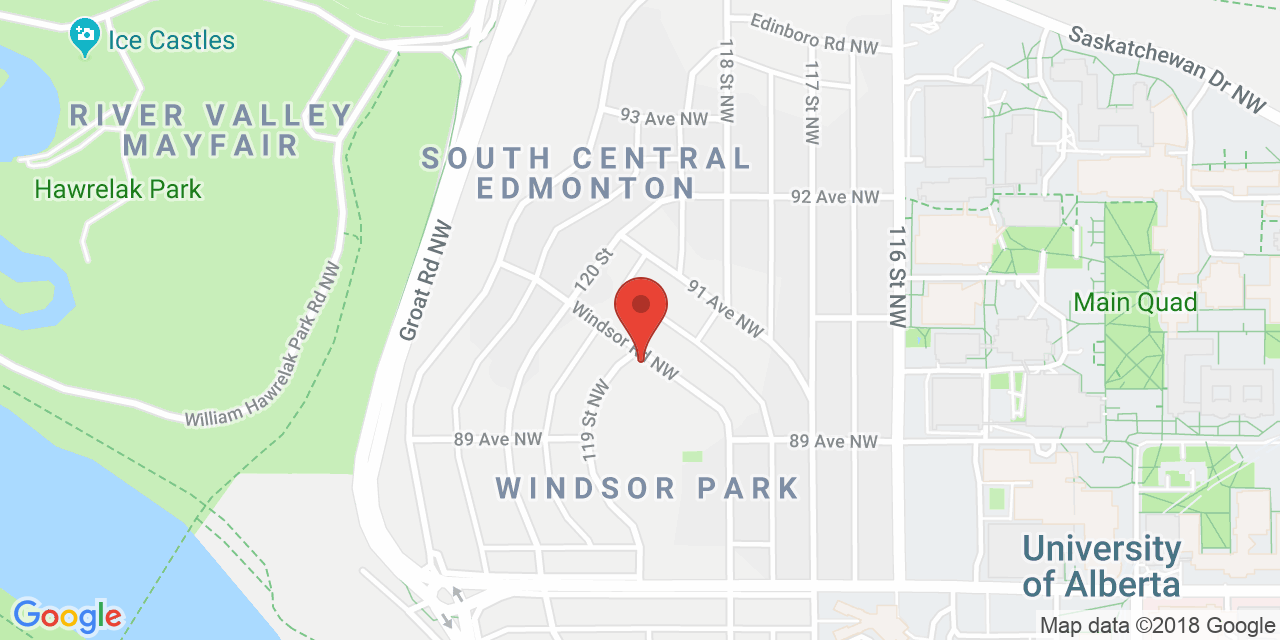 Edinboro Rd NW
Saskatchewan Dr NW
Ice Castles
118 St NW
117 St NW
RIVER VALLEY
MAYFAIR
93 Ave NW
SOUTH CENTRAL
EDMONTON
Hawrelak Park
92 Ave NW
Groat Rd NW
120 St
116 St NW
91 Ave NW
Main Quad
William Hawrelak Park Rd NW
Windsor Rd NW
119 St NW
89 Ave NW
89 Ave NW
WINDSOR PARK
University
of Alberta
Google
Map data ©2018 Google